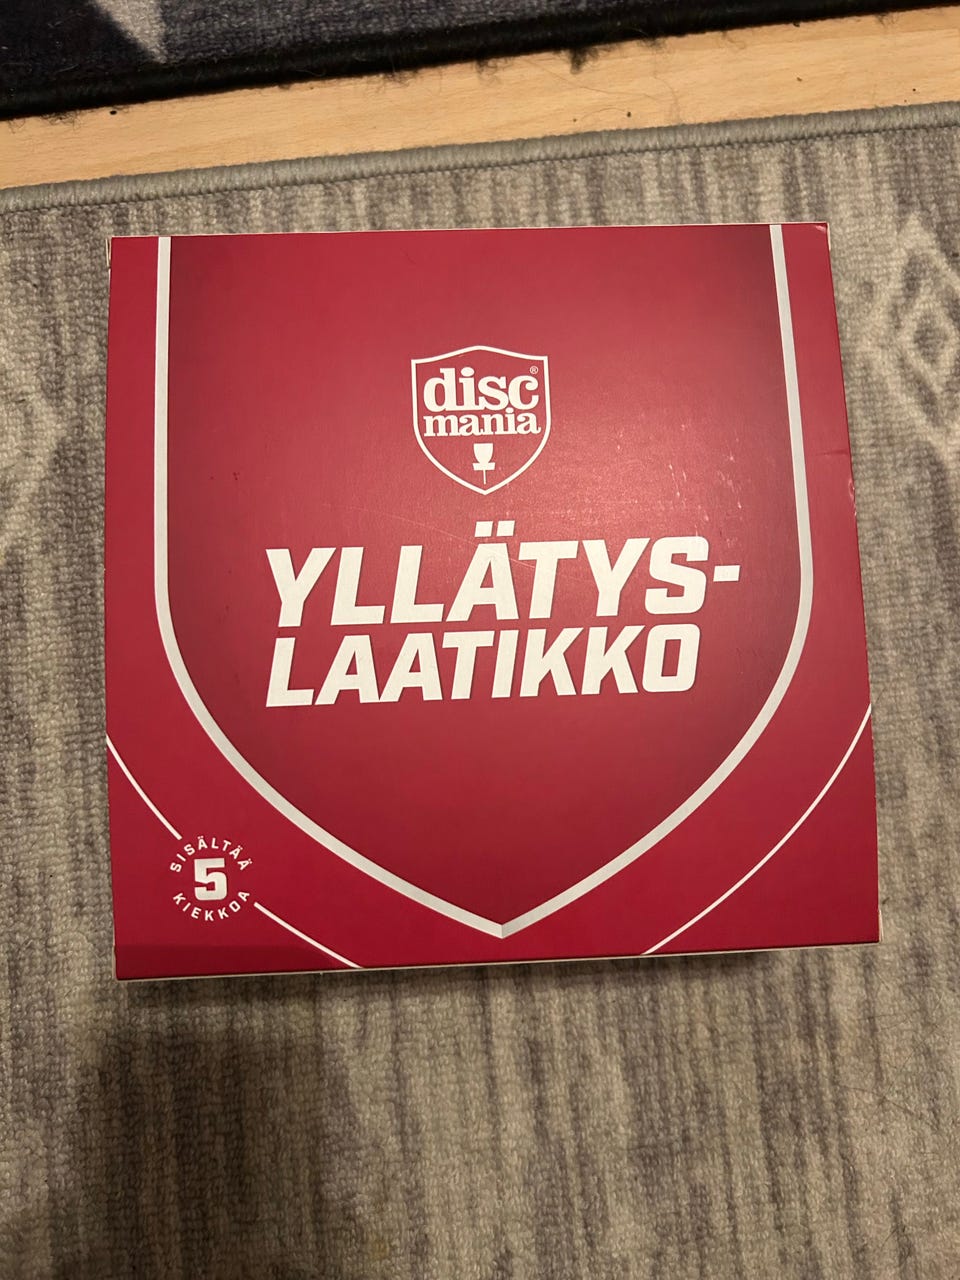 disc®
mania
YLLÄTYS-
LAATIKKO
SISÄLTÄÄ
5
KIEKKOA